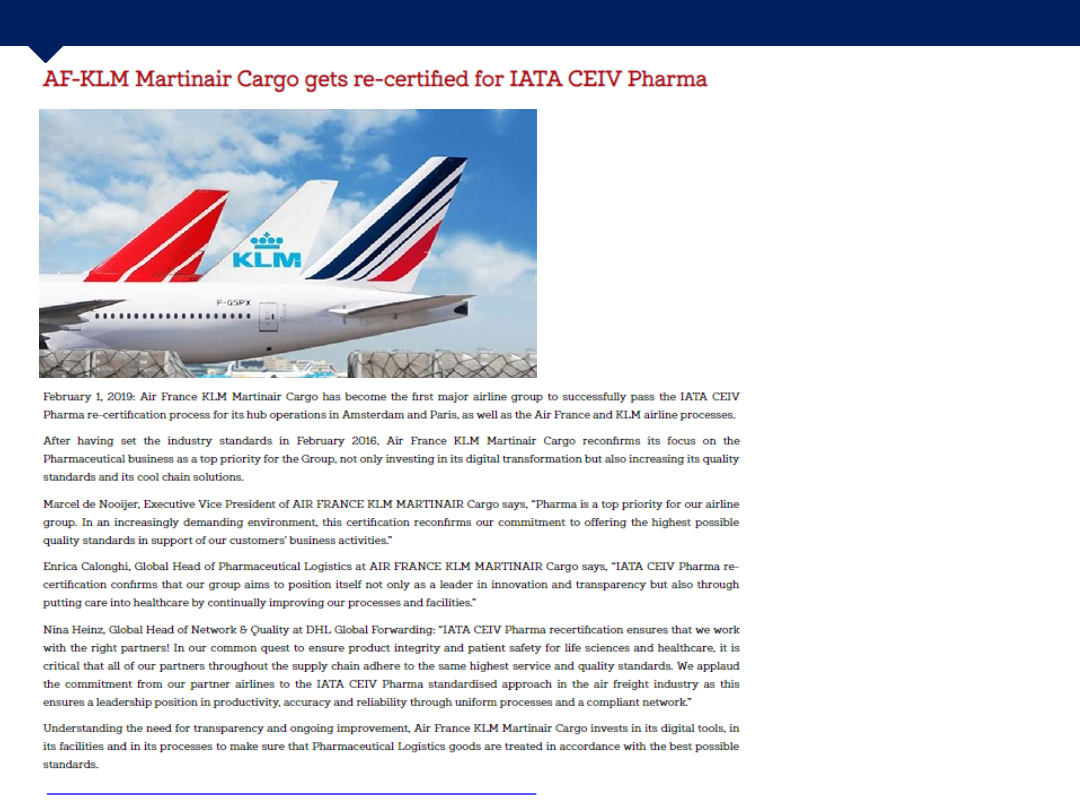 AF-KLM Martinair Cargo gets re-certified for IATA CEIV Pharma
KLM
F-GSPX
February 1, 2019: Air France KLM Martinair Cargo has become the first major airline group to successfully pass the IATA CEIV
Pharma re-certification process for its hub operations in Amsterdam and Paris, as well as the Air France and KLM airline processes.
After having set the industry standards in February 2016, Air France KLM Martinair Cargo reconfirms its focus on the
Pharmaceutical business as a top priority for the Group, not only investing in its digital transformation but also increasing its quality
standards and its cool chain solutions.
Marcel de Nooijer, Executive Vice President of AIR FRANCE KLM MARTINAIR Cargo says, “Pharma is a top priority for our airline
group. In an increasingly demanding environment, this certification reconfirms our commitment to offering the highest possible
quality standards in support of our customers’ business activities.”
Enrica Calonghi, Global Head of Pharmaceutical Logistics at AIR FRANCE KLM MARTINAIR Cargo says, “IATA CEIV Pharma re-
certification confirms that our group aims to position itself not only as a leader in innovation and transparency but also through
putting care into healthcare by continually improving our processes and facilities.”
Nina Heinz, Global Head of Network & Quality at DHL Global Forwarding: “IATA CEIV Pharma recertification ensures that we work
with the right partners! In our common quest to ensure product integrity and patient safety for life sciences and healthcare, it is
critical that all of our partners throughout the supply chain adhere to the same highest service and quality standards. We applaud
the commitment from our partner airlines to the IATA CEIV Pharma standardised approach in the air freight industry as this
ensures a leadership position in productivity, accuracy and reliability through uniform processes and a compliant network.”
Understanding the need for transparency and ongoing improvement, Air France KLM Martinair Cargo invests in its digital tools, in
its facilities and in its processes to make sure that Pharmaceutical Logistics goods are treated in accordance with the best possible
standards.